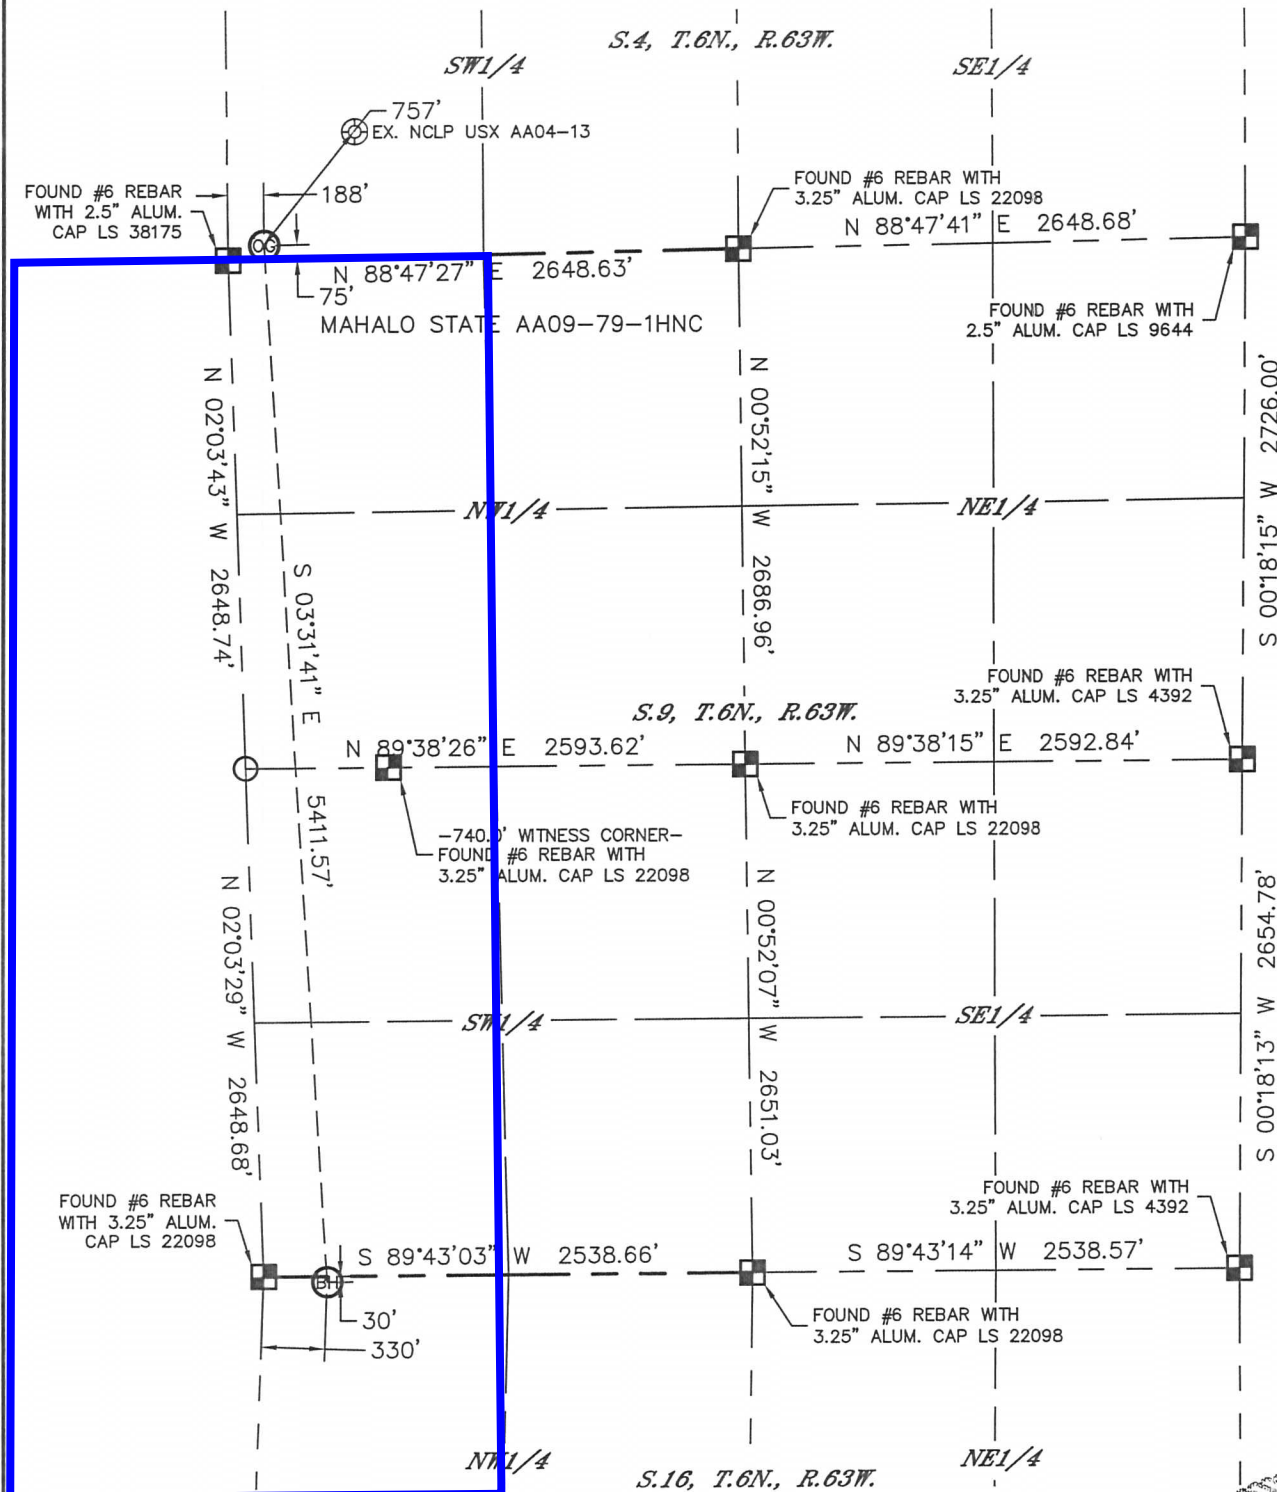 S.4, T.6N., R.63W.
SW1/4
SE1/4
757'
EX. NCLP USX AA04-13
FOUND #6 REBAR
WITH 2.5" ALUM.
CAP LS 38175
188'
OG
FOUND #6 REBAR WITH
3.25" ALUM. CAP LS 22098
N 88°47'41" E 2648.68'
N 88°47'27" E 2648.63'
75'
MAHALO STATE AA09-79-1HNC
FOUND #6 REBAR WITH
2.5" ALUM. CAP LS 9644
N 02°03'43" W 2648.74'
N 00°52'15" W 2686.96'
S 00°18'15" W 2726.00'
NW1/4
NE1/4
S 03°31'41" E 5411.57'
FOUND #6 REBAR WITH
3.25" ALUM. CAP LS 4392
S.9, T.6N., R.63W.
N 89°38'26" E 2593.62'
N 89°38'15" E 2592.84'
FOUND #6 REBAR WITH
3.25" ALUM. CAP LS 22098
-740.0' WITNESS CORNER-
FOUND #6 REBAR WITH
3.25" ALUM. CAP LS 22098
N 02°03'29" W 2648.68'
N 00°52'07" W 2651.03'
S 00°18'13" W 2654.78'
SW1/4
SE1/4
FOUND #6 REBAR
WITH 3.25" ALUM.
CAP LS 22098
FOUND #6 REBAR WITH
3.25" ALUM. CAP LS 4392
S 89°43'03" W 2538.66'
S 89°43'14" W 2538.57'
BH
30'
330'
FOUND #6 REBAR WITH
3.25" ALUM. CAP LS 22098
NW1/4
NE1/4
S.16, T.6N., R.63W.